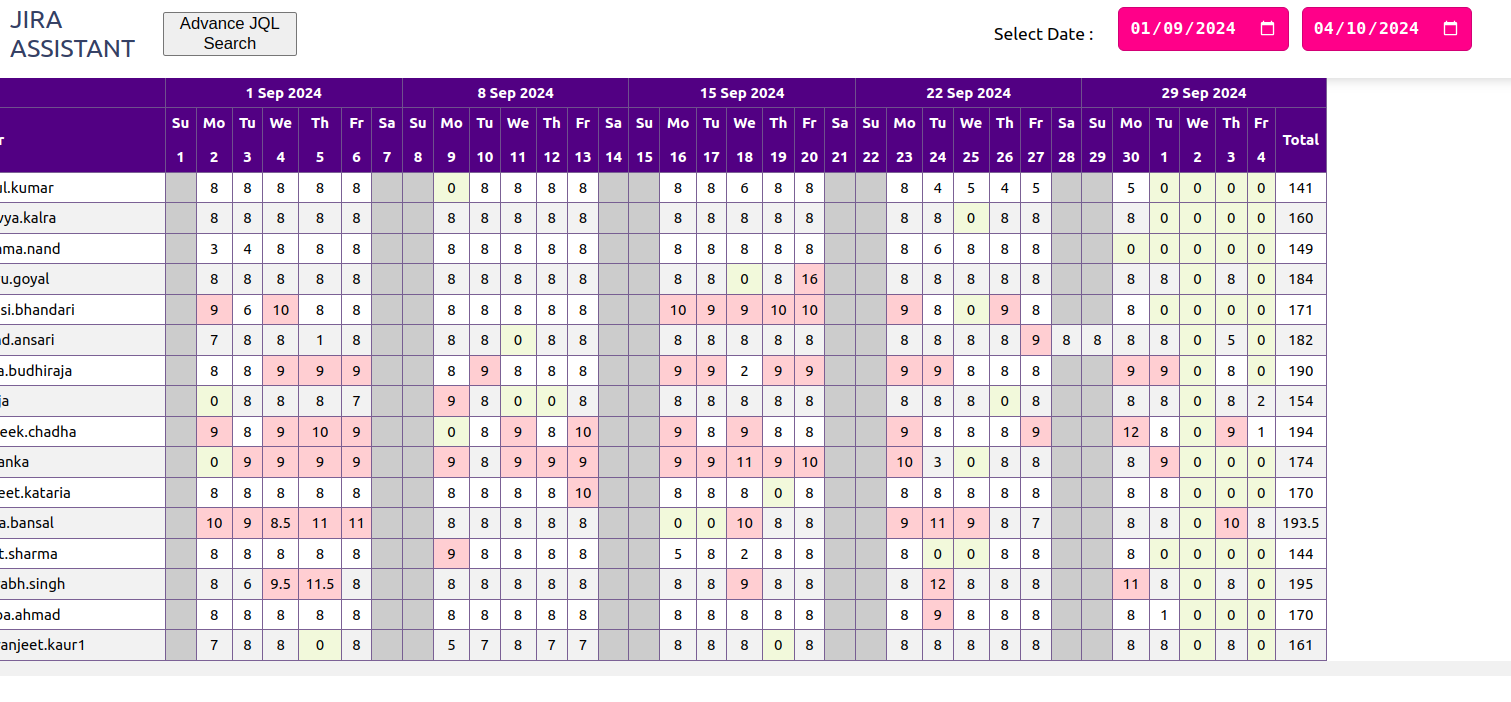 JIRA
ASSISTANT
Advance JQL
Search
Select Date :
01/09/2024
04/10/2024
1 Sep 2024 8 Sep 2024 15 Sep 2024 22 Sep 2024 29 Sep 2024
r Su Mo Tu We Th Fr Sa Su Mo Tu We Th Fr Sa Su Mo Tu We Th Fr Sa Su Mo Tu We Th Fr Sa Su Mo Tu We Th Fr Total
1 2 3 4 5 6 7 8 9 10 11 12 13 14 15 16 17 18 19 20 21 22 23 24 25 26 27 28 29 30 1 2 3 4
ul.kumar 8 8 8 8 8 0 8 8 8 8 8 8 6 8 8 8 4 5 4 5 5 0 0 0 0 141
vya.kalra 8 8 8 8 8 8 8 8 8 8 8 8 8 8 8 8 8 0 8 8 8 0 0 0 0 160
ama.nand 3 4 8 8 8 8 8 8 8 8 8 8 8 8 8 8 6 8 8 8 0 0 0 0 0 149
u.goyal 8 8 8 8 8 8 8 8 8 8 8 8 0 8 16 8 8 8 8 8 8 8 0 8 0 184
si.bhandari 9 6 10 8 8 8 8 8 8 8 10 9 9 10 10 9 8 0 9 8 8 0 0 0 0 171
d.ansari 7 8 8 1 8 8 8 0 8 8 8 8 8 8 8 8 8 8 8 9 8 8 8 8 0 5 0 182
a.budhiraja 8 8 9 9 9 8 9 8 8 8 9 9 2 9 9 9 9 8 8 8 9 9 0 8 0 190
ja 0 8 8 8 7 9 8 0 0 8 8 8 8 8 8 8 8 8 0 8 8 8 0 8 2 154
eek.chadha 9 8 9 10 9 0 8 9 8 10 9 8 9 8 8 9 8 8 8 9 12 8 0 9 1 194
anka 0 9 9 9 9 9 8 9 9 9 9 9 11 9 10 10 3 0 8 8 8 9 0 0 0 174
eet.kataria 8 8 8 8 8 8 8 8 8 10 8 8 8 0 8 8 8 8 8 8 8 8 0 0 0 170
a.bansal 10 9 8.5 11 11 8 8 8 8 8 0 0 10 8 8 9 11 9 8 7 8 8 0 10 8 193.5
t.sharma 8 8 8 8 8 9 8 8 8 8 5 8 2 8 8 8 0 0 8 8 8 0 0 0 0 144
abh.singh 8 6 9.5 11.5 8 8 8 8 8 8 8 8 9 8 8 8 12 8 8 8 11 8 0 8 0 195
ba.ahmad 8 8 8 8 8 8 8 8 8 8 8 8 8 8 8 8 9 8 8 8 8 1 0 0 0 170
anjeet.kaur1 7 8 8 0 8 5 7 8 7 7 8 8 8 0 8 8 8 8 8 8 8 8 0 8 0 161